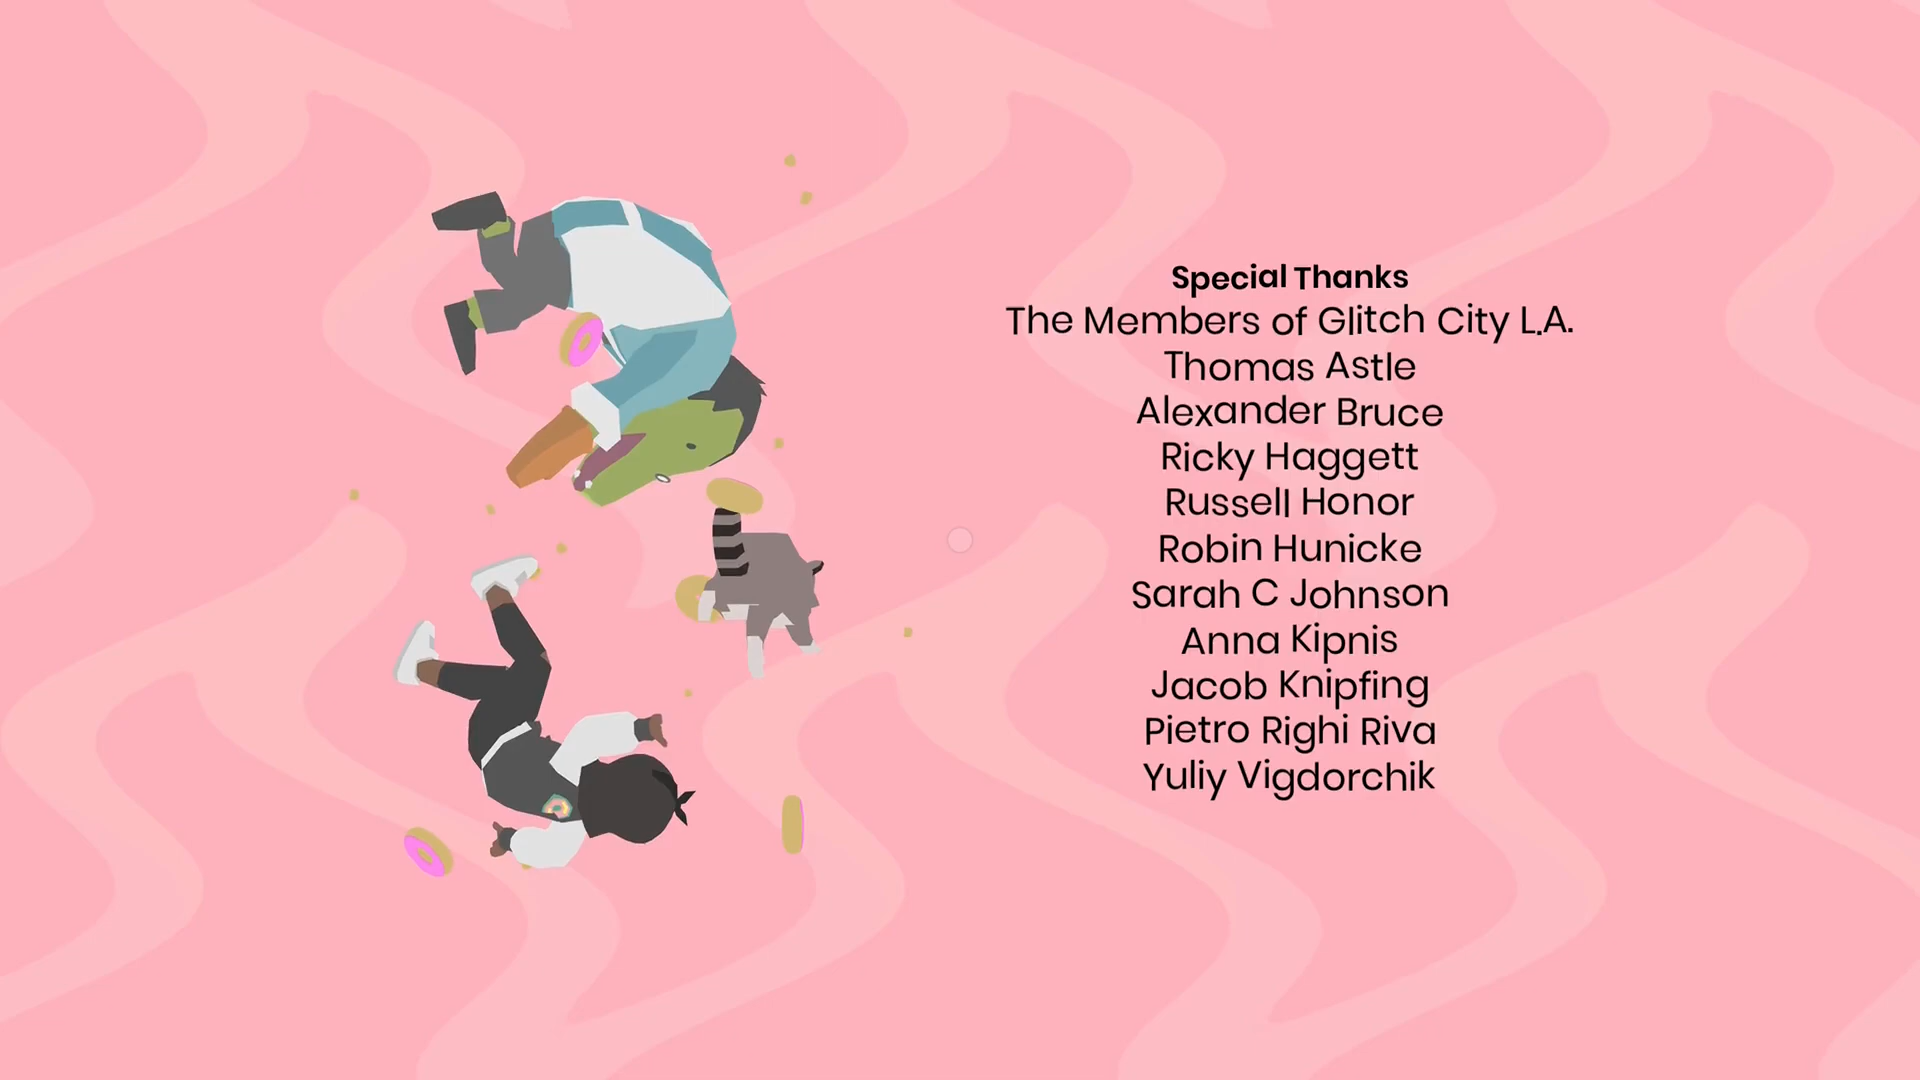 Special Thanks
The Members of Glitch City L.A.
Thomas Astle
Alexander Bruce
Ricky Haggett
Russell Honor
Robin Hunicke
Sarah C Johnson
Anna Kipnis
Jacob Knipfing
Pietro Righi Riva
Yuliy Vigdorchik